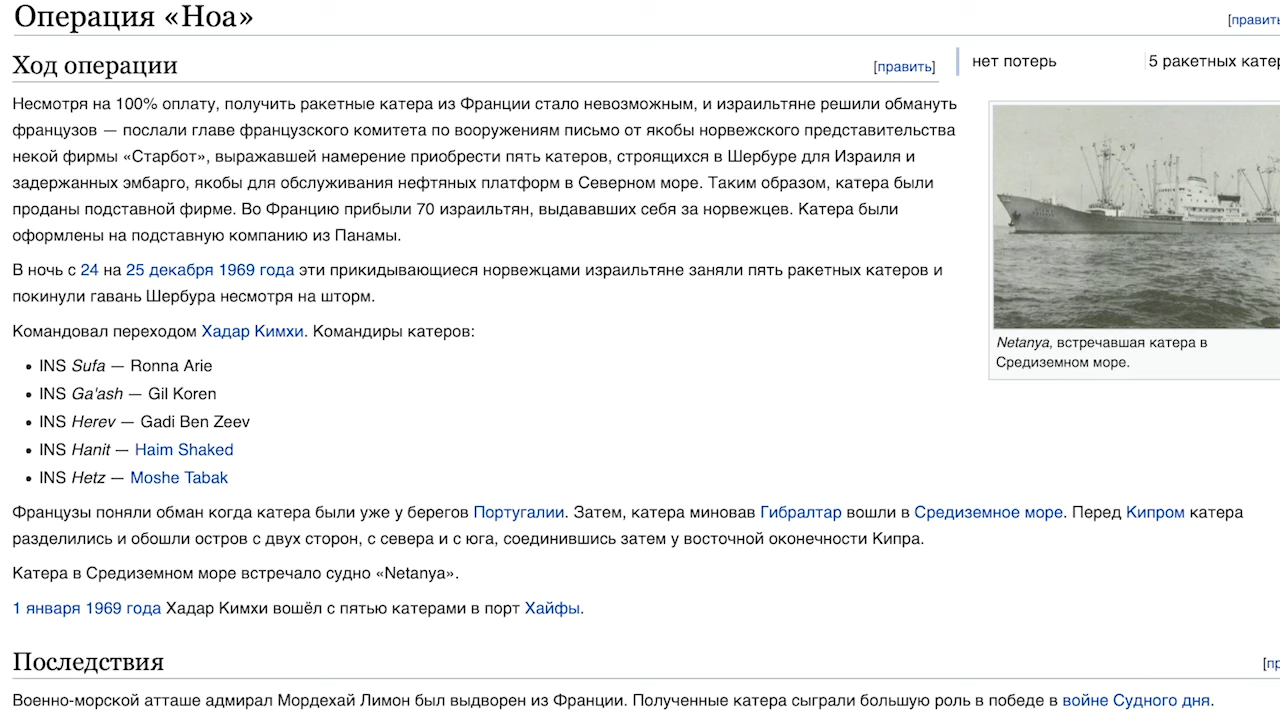 Операция «Ноа»
[править
Ход операции
[править]
нет потерь
5 ракетных катер
Несмотря на 100% оплату, получить ракетные катера из Франции стало невозможным, и израильтяне решили обмануть
французов — послали главе французского комитета по вооружениям письмо от якобы норвежского представительства
некой фирмы «Старбот», выражавшей намерение приобрести пять катеров, строящихся в Шербуре для Израиля и
задержанных эмбарго, якобы для обслуживания нефтяных платформ в Северном море. Таким образом, катера были
проданы подставной фирме. Во Францию прибыли 70 израильтян, выдававших себя за норвежцев. Катера были
оформлены на подставную компанию из Панамы.
В ночь с 24 на 25 декабря 1969 года эти прикидывающиеся норвежцами израильтяне заняли пять ракетных катеров и
покинули гавань Шербура несмотря на шторм.
Командовал переходом Хадар Кимхи. Командиры катеров:
• INS Sufa — Ronna Arie
• INS Ga'ash — Gil Koren
• INS Herev — Gadi Ben Zeev
• INS Hanit — Haim Shaked
• INS Hetz — Moshe Tabak
Netanya, встречавшая катера в
Средиземном море.
Французы поняли обман когда катера были уже у берегов Португалии. Затем, катера миновав Гибралтар вошли в Средиземное море. Перед Кипром катера
разделились и обошли остров с двух сторон, с севера и с юга, соединившись затем у восточной оконечности Кипра.
Катера в Средиземном море встречало судно «Netanya».
1 января 1969 года Хадар Кимхи вошёл с пятью катерами в порт Хайфы.
Последствия
[пр
Военно-морской атташе адмирал Мордехай Лимон был выдворен из Франции. Полученные катера сыграли большую роль в победе в войне Судного дня.